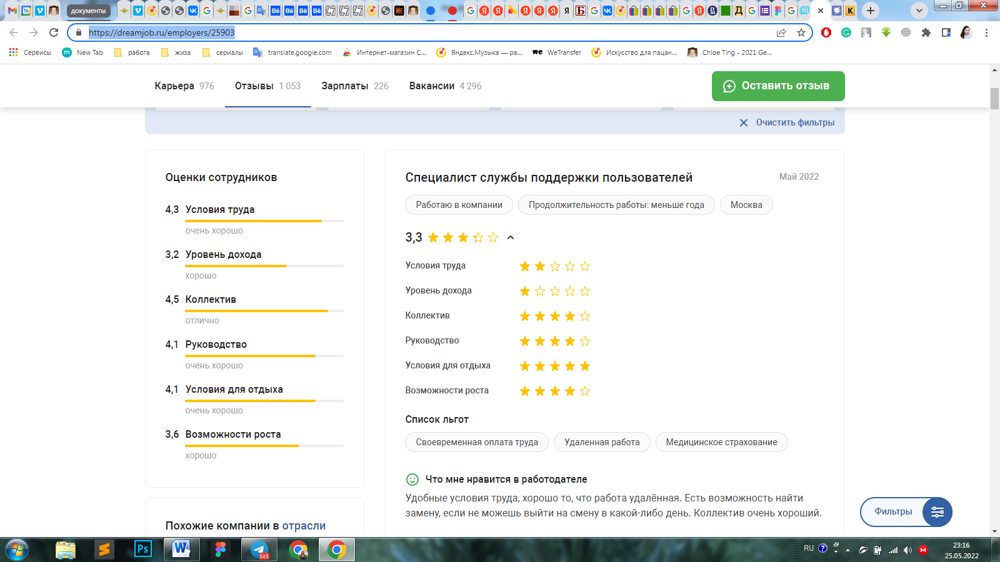 документы
https://dreamjob.ru/employers/25903
Сервисы
New Tab
работа
жиза
сериалы
translate.google.com
Интернет-магазин С...
Яндекс.Музыка — ра...
WeTransfer
Искусство для пацан...
Chloe Ting - 2021 Ge...
Карьера 976
Отзывы 1 053
Зарплаты 226
Вакансии 4 296
Оставить отзыв
Очистить фильтры
Оценки сотрудников
4,3 Условия труда
очень хорошо
3,2 Уровень дохода
хорошо
4,5 Коллектив
отлично
4,1 Руководство
очень хорошо
4,1 Условия для отдыха
очень хорошо
3,6 Возможности роста
хорошо
Похожие компании в отрасли
Специалист службы поддержки пользователей
Май 2022
Работаю в компании
Продолжительность работы: меньше года
Москва
3,3
Условия труда
Уровень дохода
Коллектив
Руководство
Условия для отдыха
Возможности роста
Список льгот
Своевременная оплата труда
Удаленная работа
Медицинское страхование
Что мне нравится в работодателе
Удобные условия труда, хорошо то, что работа удалённая. Есть возможность найти
замену, если не можешь выйти на смену в какой-либо день. Коллектив очень хороший.
Фильтры
Ps
545
RU
23:16
25.05.2022